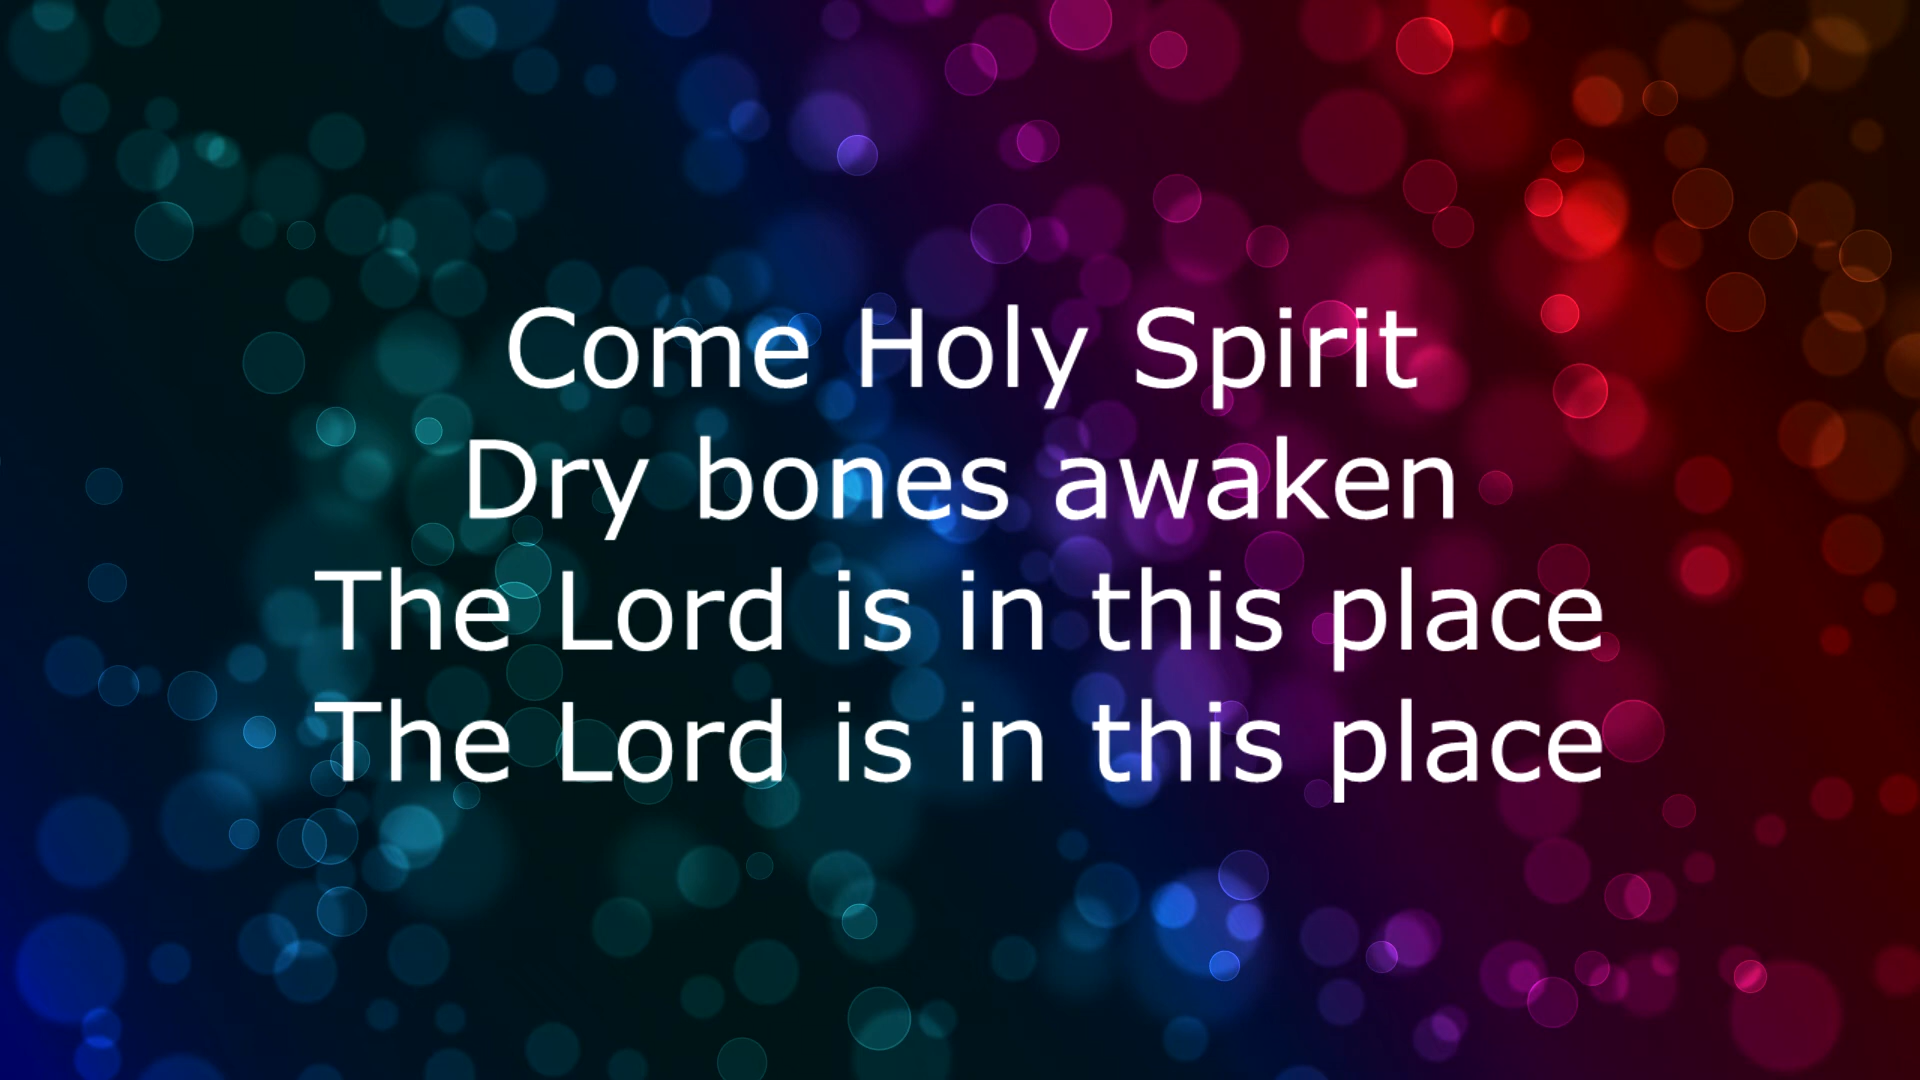 Come Holy Spirit
Dry bones awaken
The Lord is in this place
The Lord is in this place